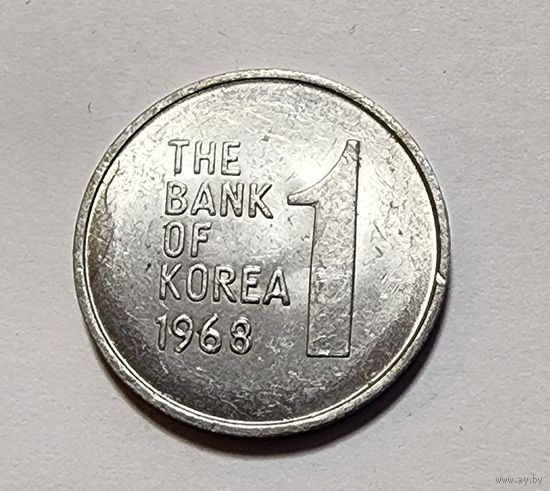 THE
BANK
OF
KOREA
1968
1
www.ay.by